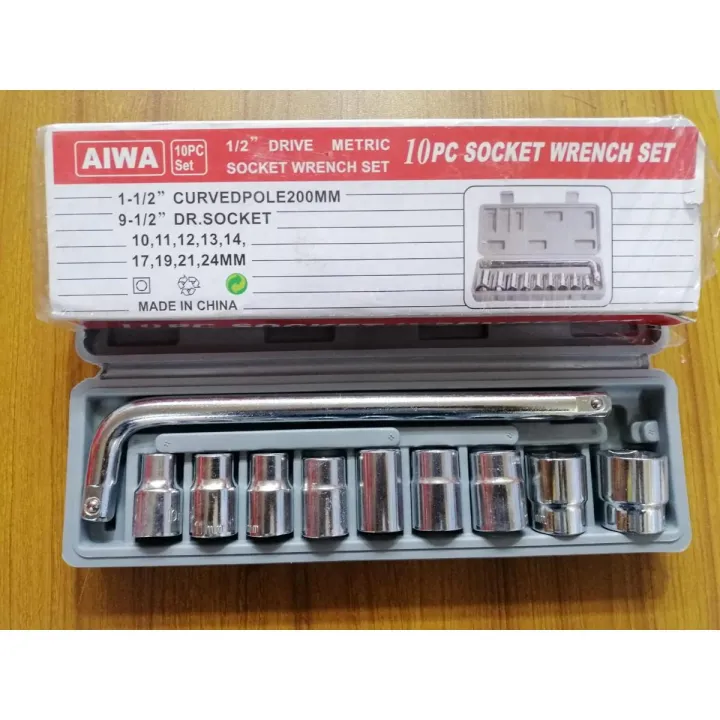 AIWA
10PC
Set
1/2" DRIVE METRIC
SOCKET WRENCH SET
10PC SOCKET WRENCH SET
1-1/2" CURVEDPOLE200MM
9-1/2" DR.SOCKET
10,11,12,13,14,
17,19,21,24MM
MADE IN CHINA